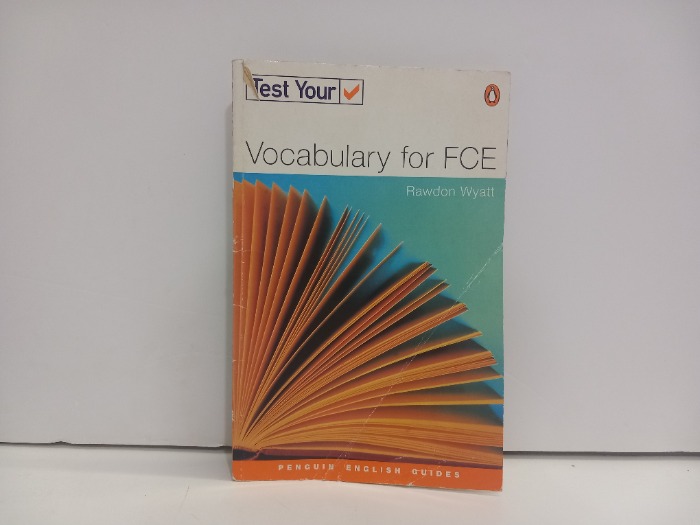 Test Your
Vocabulary for FCE
Rawdon Wyatt
PENGUIN ENGLISH GUIDES